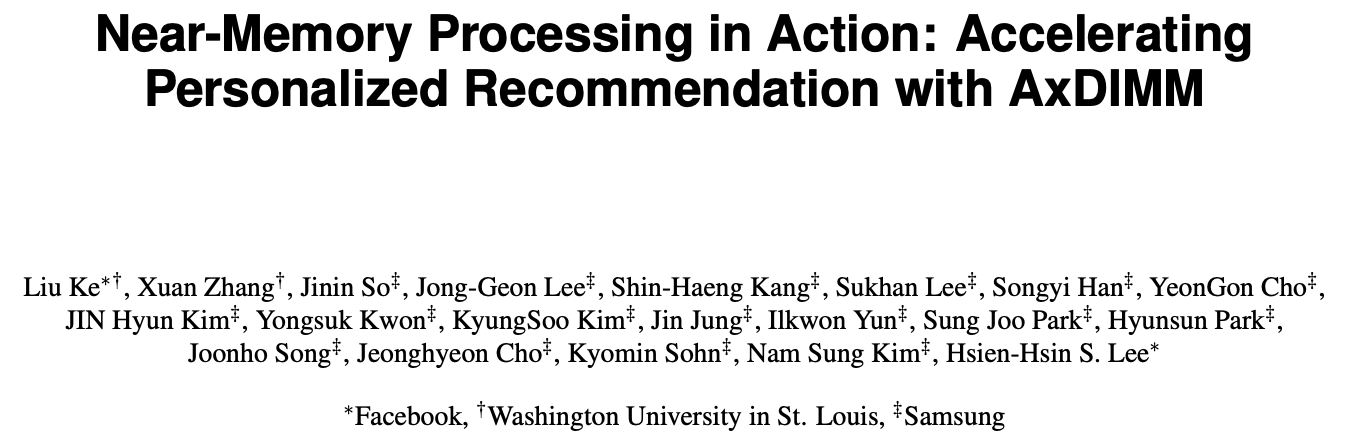 Near-Memory Processing in Action: Accelerating
Personalized Recommendation with AxDIMM
Liu Ke*†, Xuan Zhang†, Jinin So‡, Jong-Geon Lee‡, Shin-Haeng Kang‡, Sukhan Lee‡, Songyi Han‡, YeonGon Cho‡,
JIN Hyun Kim‡, Yongsuk Kwon‡, KyungSoo Kim‡, Jin Jung‡, Ilkwon Yun‡, Sung Joo Park‡, Hyunsun Park‡,
Joonho Song‡, Jeonghyeon Cho‡, Kyomin Sohn‡, Nam Sung Kim‡, Hsien-Hsin S. Lee*
*Facebook, †Washington University in St. Louis, ‡Samsung